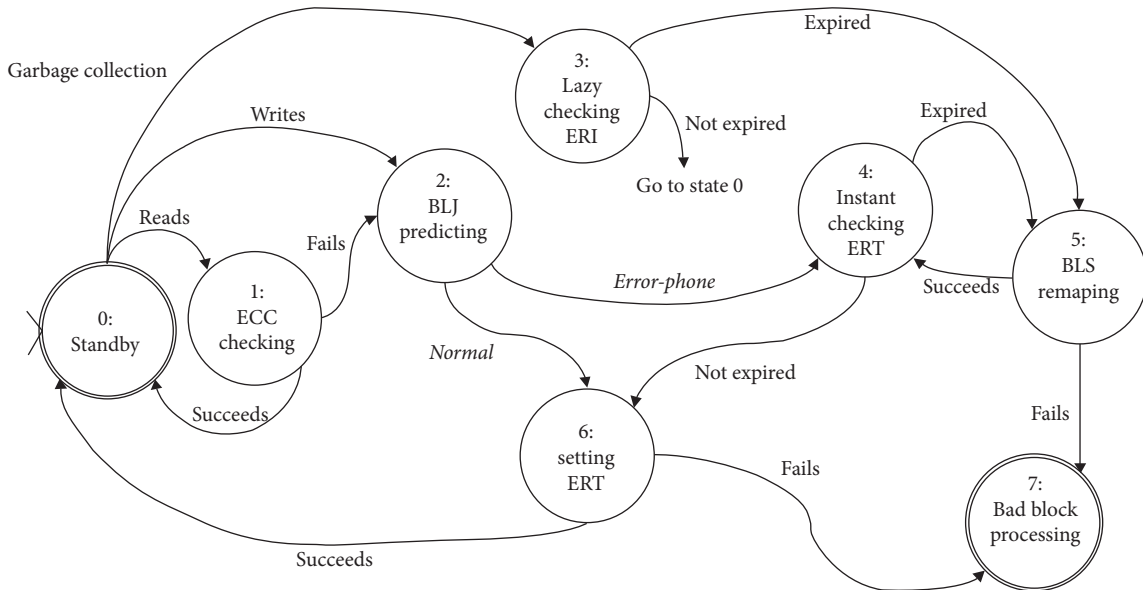 Garbage collection
3:
Lazy
checking
ERI
Expired
Not expired
Go to state 0
Writes
2:
BLJ
predicting
Expired
4:
Instant
checking
ERT
Reads
Fails
1:
ECC
checking
0:
Standby
Error-phone
5:
BLS
remaping
Succeeds
Normal
Not expired
Succeeds
6:
setting
ERT
Fails
Fails
7:
Bad block
processing
Succeeds